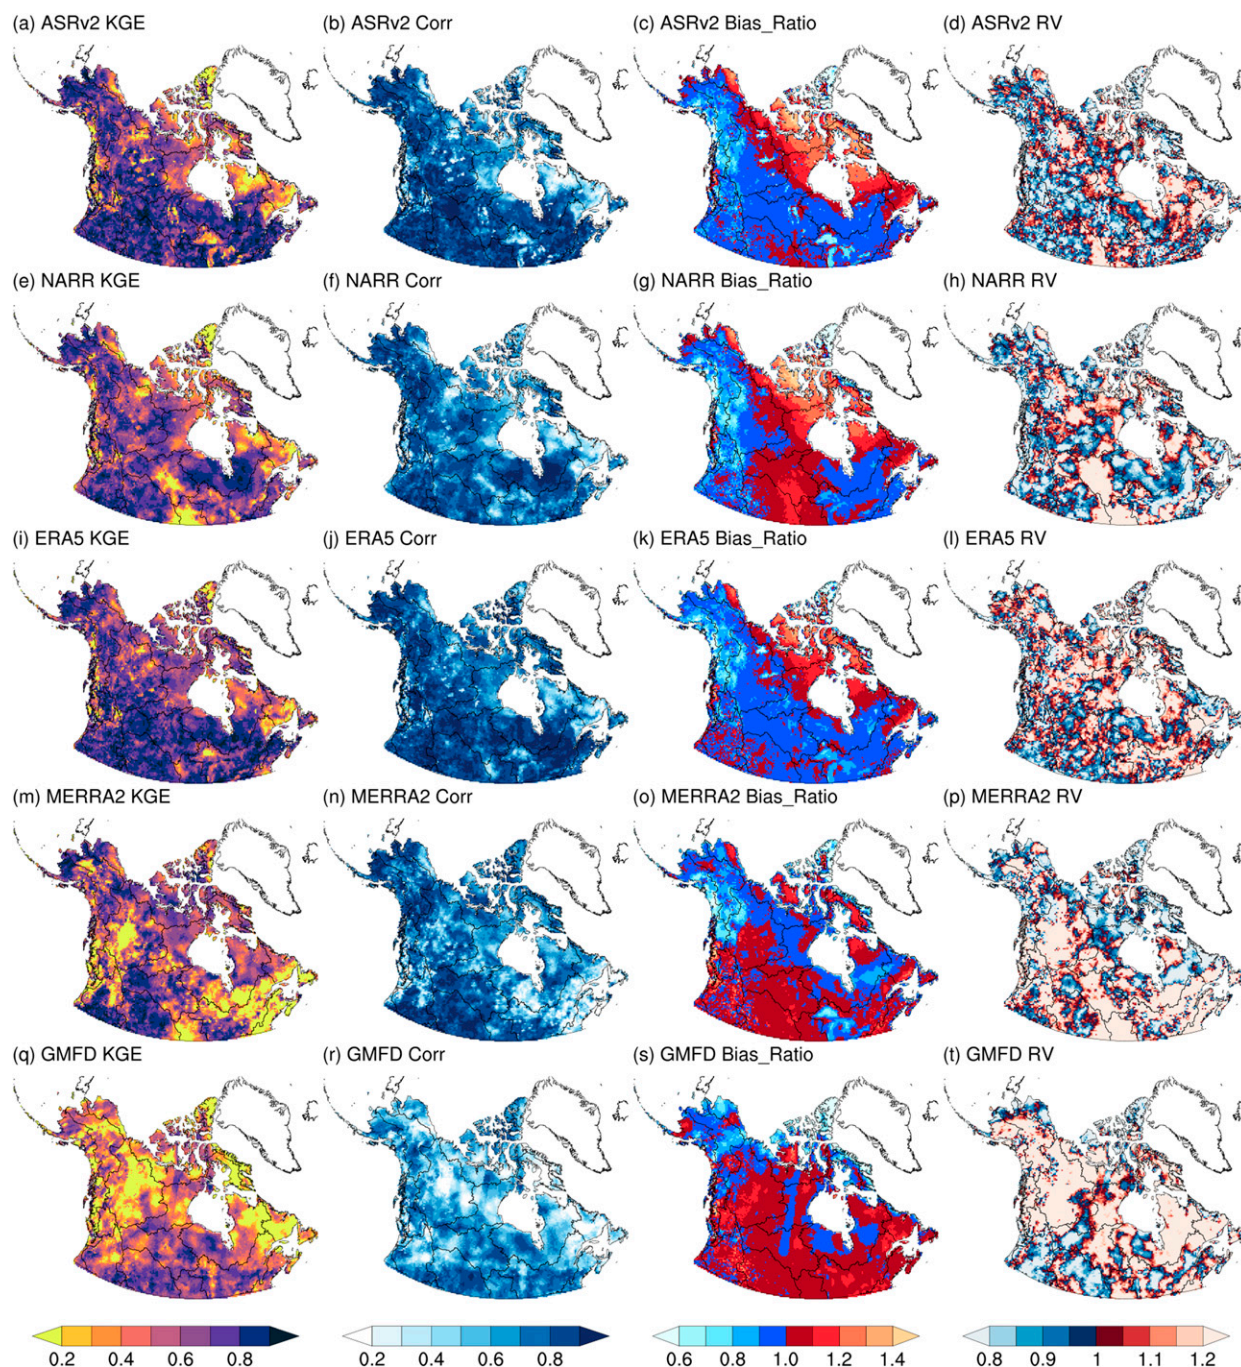 (a) ASRv2 KGE
(b) ASRv2 Corr
(c) ASRv2 Bias_Ratio
(d) ASRv2 RV
(e) NARR KGE
(f) NARR Corr
(g) NARR Bias_Ratio
(h) NARR RV
(i) ERA5 KGE
(j) ERA5 Corr
(k) ERA5 Bias_Ratio
(l) ERA5 RV
(m) MERRA2 KGE
(n) MERRA2 Corr
(o) MERRA2 Bias_Ratio
(p) MERRA2 RV
(q) GMFD KGE
(r) GMFD Corr
(s) GMFD Bias_Ratio
(t) GMFD RV
0.2 0.4 0.6 0.8
0.2 0.4 0.6 0.8
0.6 0.8 1.0 1.2 1.4
0.8 0.9 1 1.1 1.2